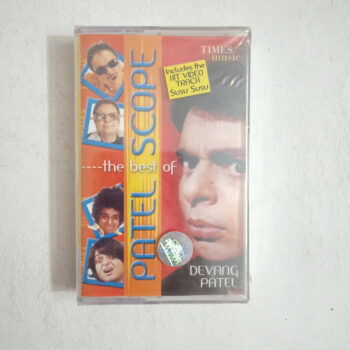 TIMES
music
Includes the
HIT VIDEO
TRACK
Susu Susu
----the best of
PATEL SCOPE
DEVANG
PATEL